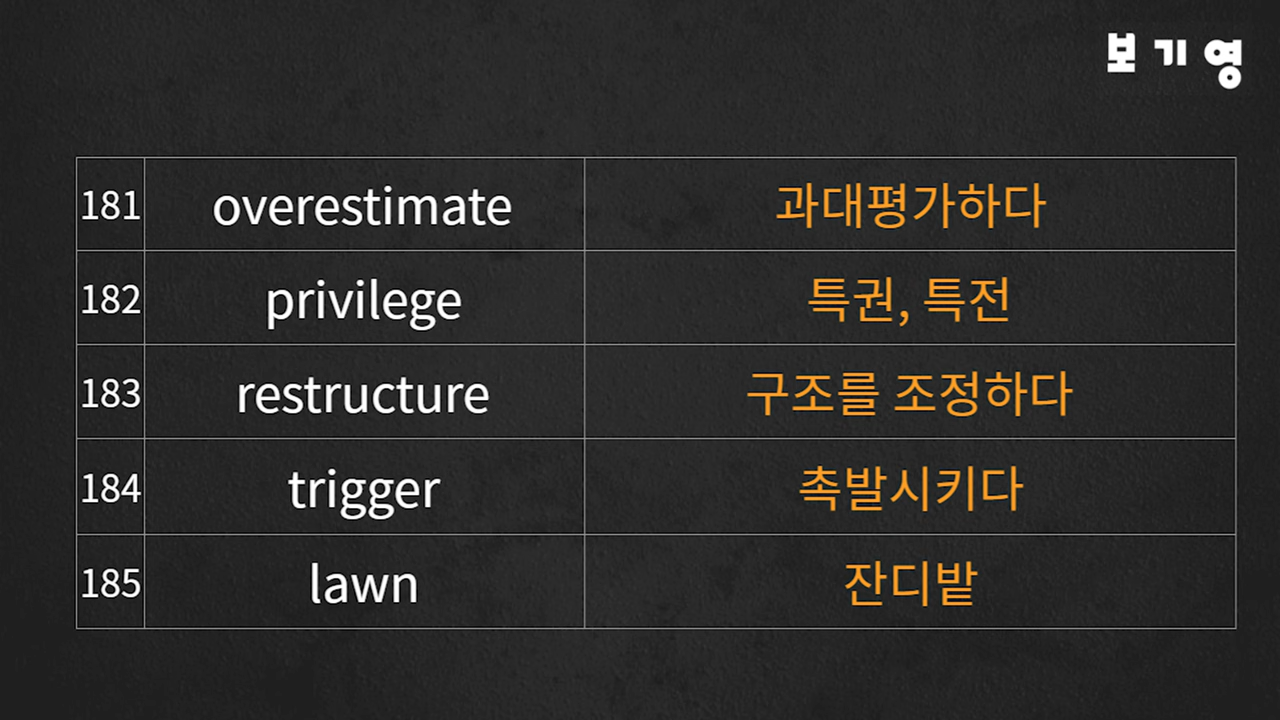 보기영
181 overestimate 과대평가하다
182 privilege 특권, 특전
183 restructure 구조를 조정하다
184 trigger 촉발시키다
185 lawn 잔디밭